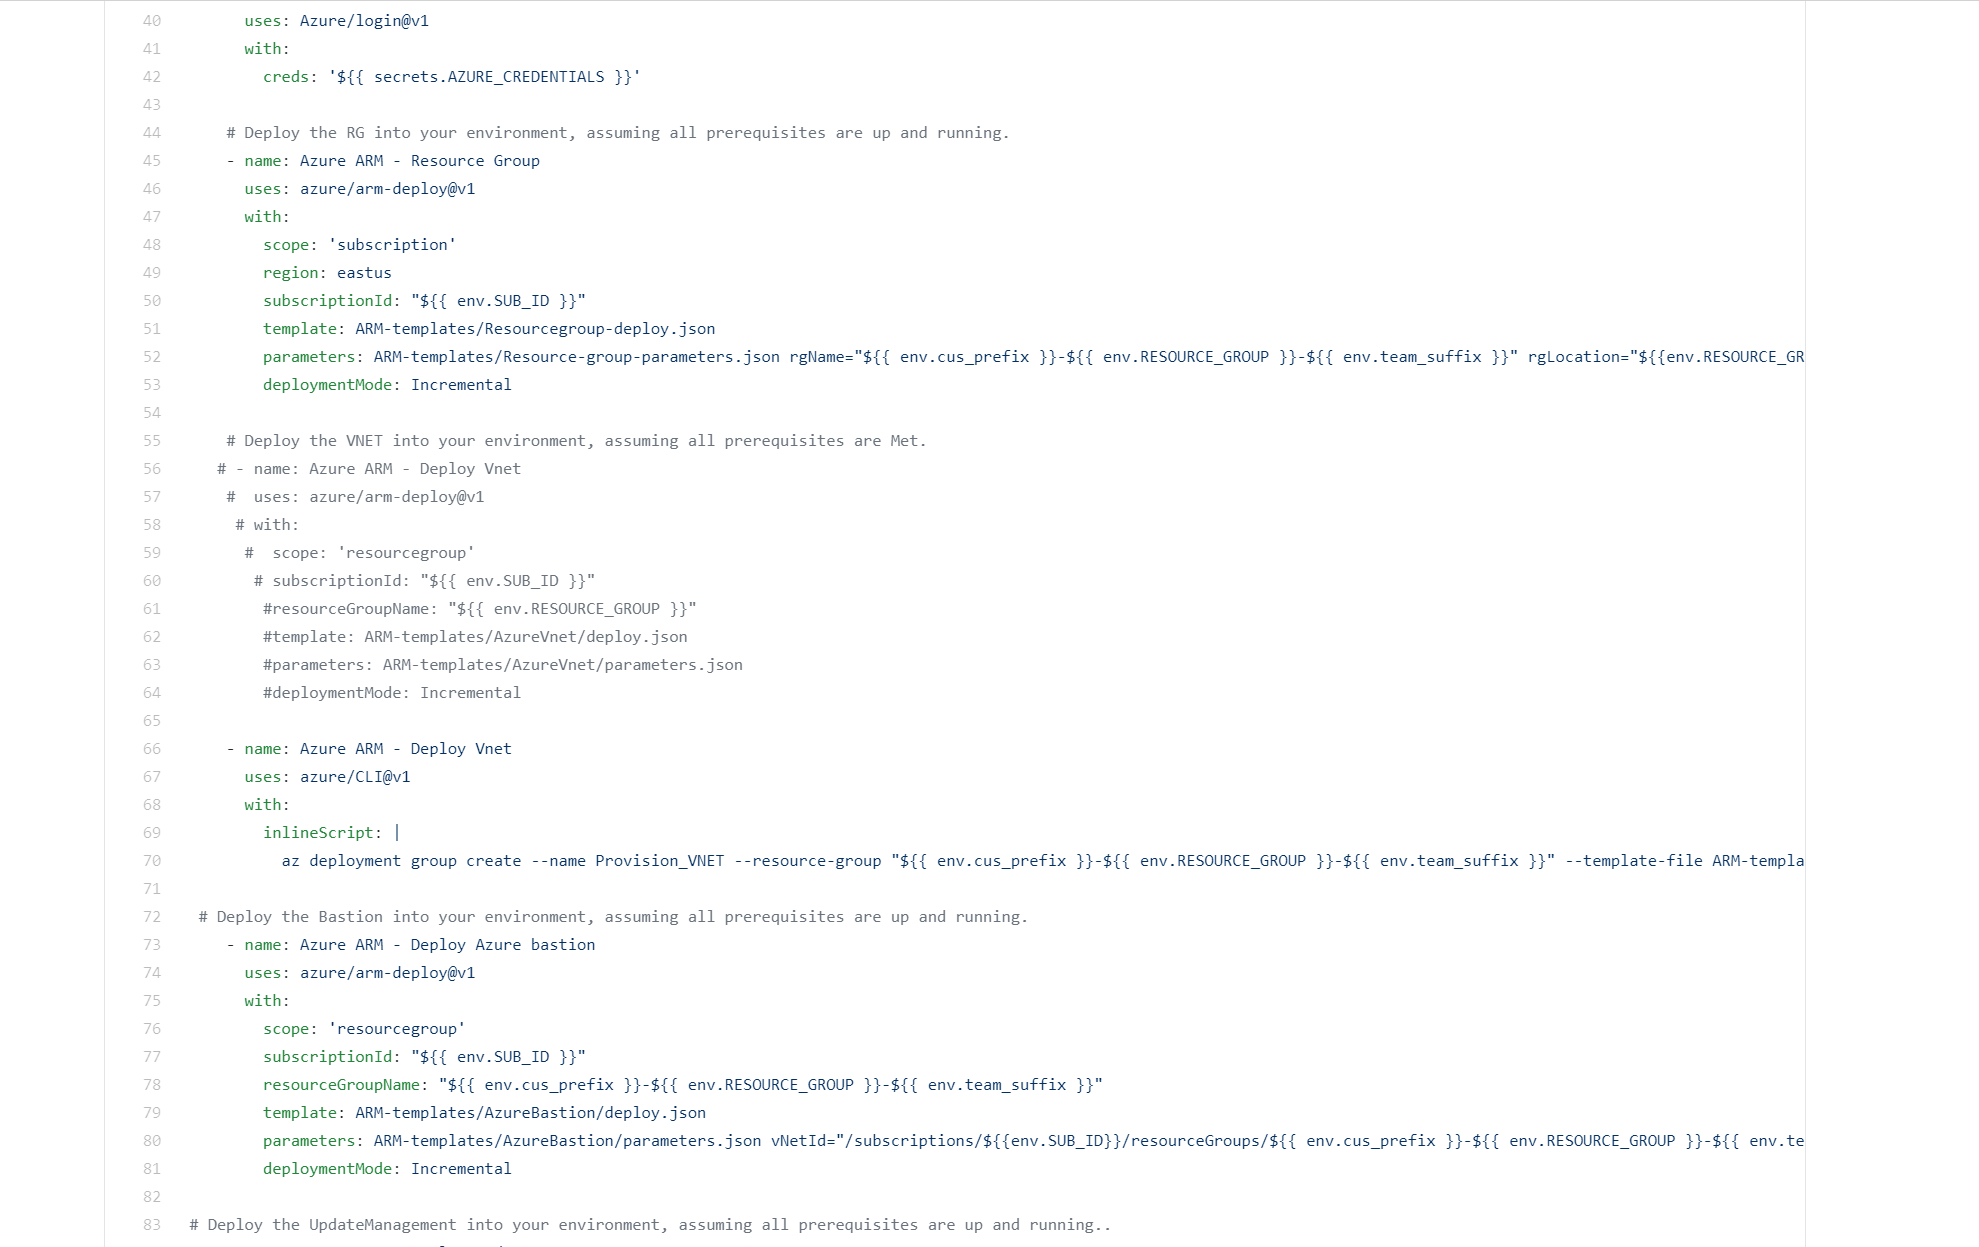 40 uses: Azure/login@v1
41 with:
42 creds: '${{ secrets.AZURE_CREDENTIALS }}'
43
44 # Deploy the RG into your environment, assuming all prerequisites are up and running.
45 - name: Azure ARM - Resource Group
46 uses: azure/arm-deploy@v1
47 with:
48 scope: 'subscription'
49 region: eastus
50 subscriptionId: "${{ env.SUB_ID }}"
51 template: ARM-templates/Resourcegroup-deploy.json
52 parameters: ARM-templates/Resource-group-parameters.json rgName="${{ env.cus_prefix }}-${{ env.RESOURCE_GROUP }}-${{ env.team_suffix }}" rgLocation="${{env.RESOURCE_GR
53 deploymentMode: Incremental
54
55 # Deploy the VNET into your environment, assuming all prerequisites are Met.
56 # - name: Azure ARM - Deploy Vnet
57 #  uses: azure/arm-deploy@v1
58 # with:
59 #  scope: 'resourcegroup'
60 # subscriptionId: "${{ env.SUB_ID }}"
61 #resourceGroupName: "${{ env.RESOURCE_GROUP }}"
62 #template: ARM-templates/AzureVnet/deploy.json
63 #parameters: ARM-templates/AzureVnet/parameters.json
64 #deploymentMode: Incremental
65
66 - name: Azure ARM - Deploy Vnet
67 uses: azure/CLI@v1
68 with:
69 inlineScript: |
70 az deployment group create --name Provision_VNET --resource-group "${{ env.cus_prefix }}-${{ env.RESOURCE_GROUP }}-${{ env.team_suffix }}" --template-file ARM-templa
71
72 # Deploy the Bastion into your environment, assuming all prerequisites are up and running.
73 - name: Azure ARM - Deploy Azure bastion
74 uses: azure/arm-deploy@v1
75 with:
76 scope: 'resourcegroup'
77 subscriptionId: "${{ env.SUB_ID }}"
78 resourceGroupName: "${{ env.cus_prefix }}-${{ env.RESOURCE_GROUP }}-${{ env.team_suffix }}"
79 template: ARM-templates/AzureBastion/deploy.json
80 parameters: ARM-templates/AzureBastion/parameters.json vNetId="/subscriptions/${{env.SUB_ID}}/resourceGroups/${{ env.cus_prefix }}-${{ env.RESOURCE_GROUP }}-${{ env.te
81 deploymentMode: Incremental
82
83 # Deploy the UpdateManagement into your environment, assuming all prerequisites are up and running..